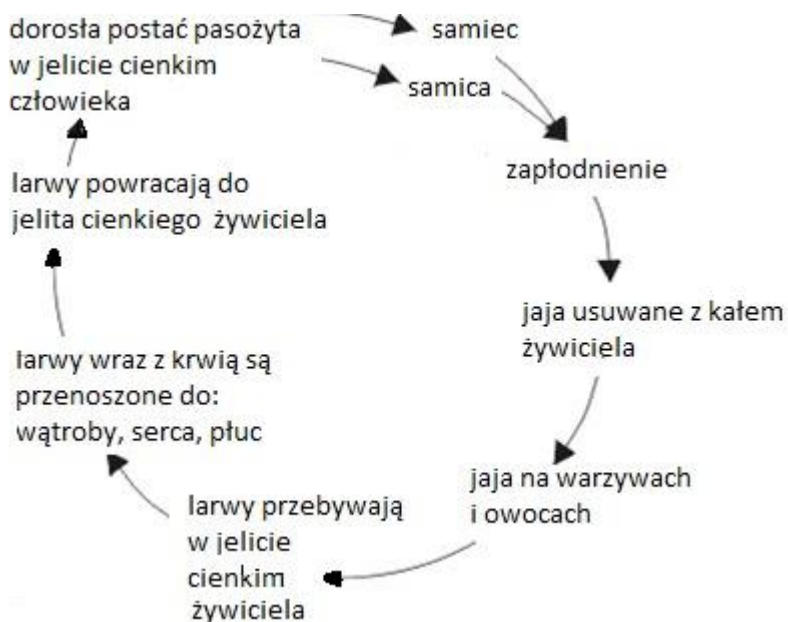 dorosła postać pasożyta
w jelicie cienkim
człowieka
samiec
samica
zapłodnienie
jaja usuwane z kałem
żywiciela
jaja na warzywach
i owocach
larwy przebywają
w jelicie
cienkim
żywiciela
larwy wraz z krwią są
przenoszone do:
wątroby, serca, płuc
larwy powracają do
jelita cienkiego żywiciela